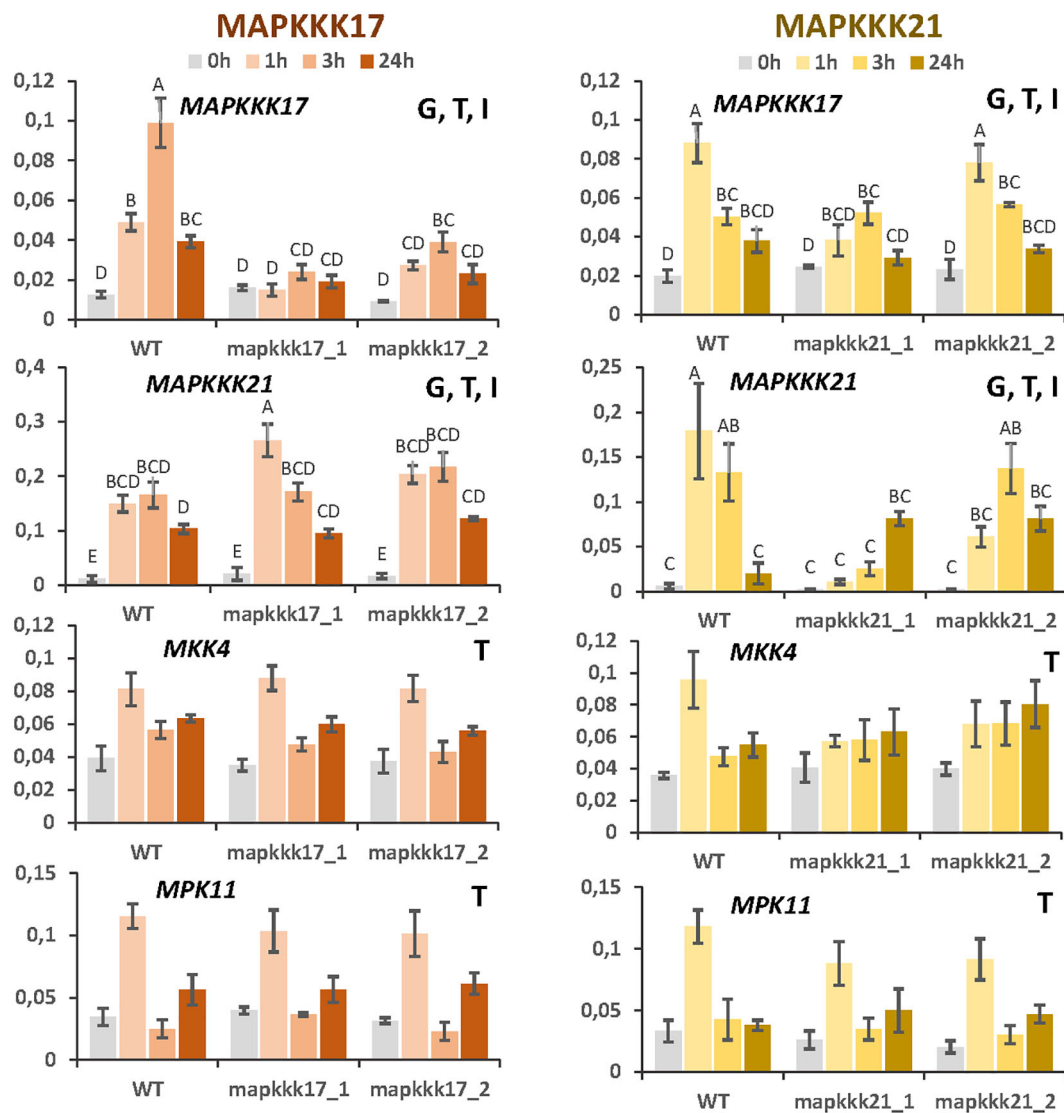 MAPKKK17
0h 1h 3h 24h
MAPKKK17
G, T, I
0,12
0,1
0,08
0,06
0,04
0,02
0
D B A BC
D D CD CD
D CD BC CD
WT mapkkk17_1 mapkkk17_2
MAPKKK21
G, T, I
0,4
0,3
0,2
0,1
0
E BCD BCD D
E A BCD CD
E BCD BCD CD
WT mapkkk17_1 mapkkk17_2
MKK4
T
0,12
0,1
0,08
0,06
0,04
0,02
0
WT mapkkk17_1 mapkkk17_2
MPK11
T
0,15
0,1
0,05
0
WT mapkkk17_1 mapkkk17_2
MAPKKK21
0h 1h 3h 24h
MAPKKK17
G, T, I
0,12
0,1
0,08
0,06
0,04
0,02
0
D A BC BCD
D BCD BC CD
D A BC BCD
WT mapkkk21_1 mapkkk21_2
MAPKKK21
G, T, I
0,25
0,2
0,15
0,1
0,05
0
C A AB C
C C C BC
C BC AB BC
WT mapkkk21_1 mapkkk21_2
MKK4
T
0,12
0,1
0,08
0,06
0,04
0,02
0
WT mapkkk21_1 mapkkk21_2
MPK11
T
0,15
0,1
0,05
0
WT mapkkk21_1 mapkkk21_2